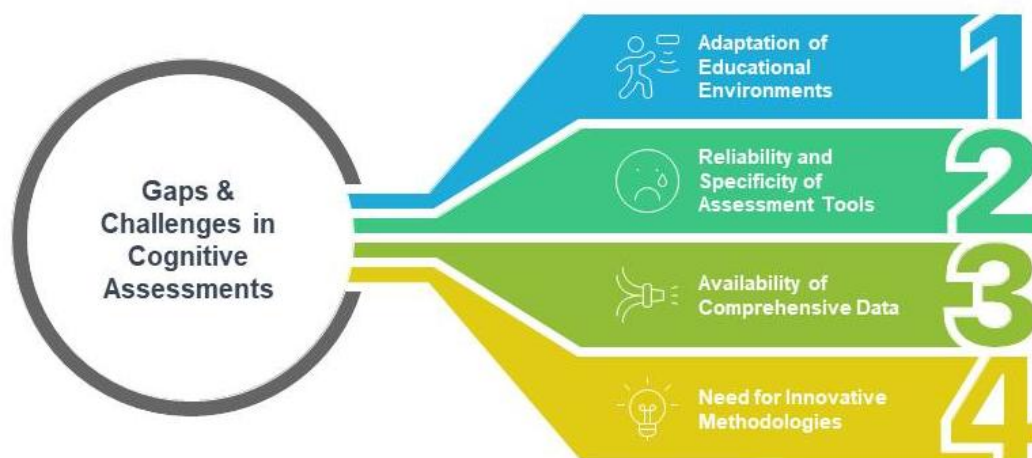 Gaps &
Challenges in
Cognitive
Assessments
Adaptation of
Educational
Environments
1
Reliability and
Specificity of
Assessment Tools
2
Availability of
Comprehensive Data
3
Need for Innovative
Methodologies
4